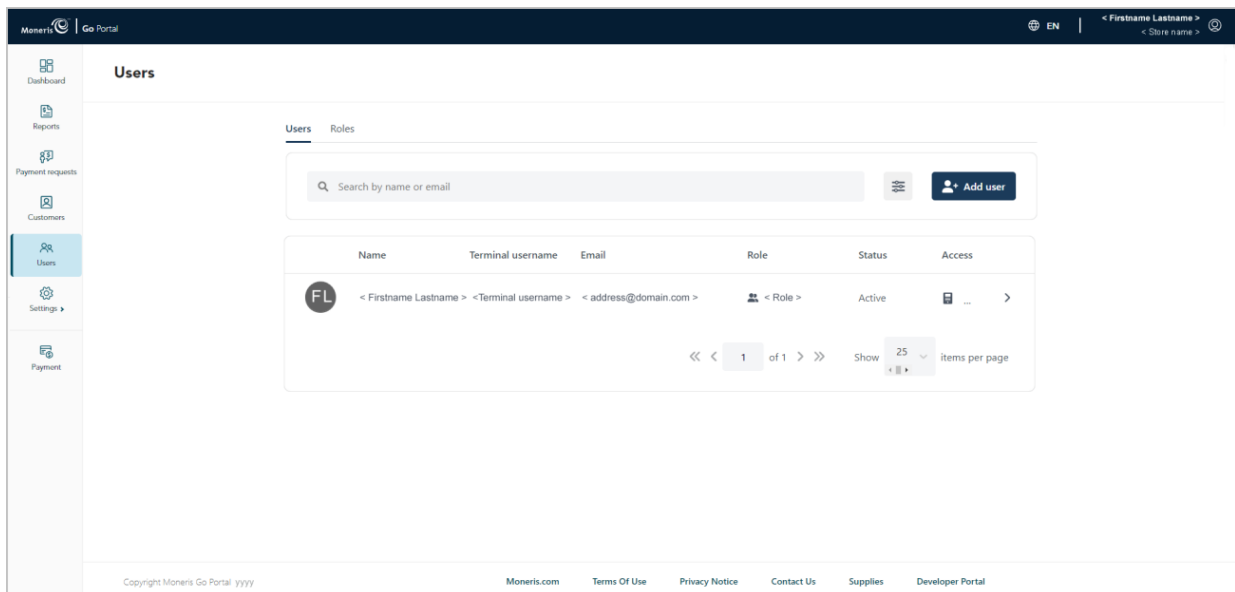 Moneris Go Portal
EN
< Firstname Lastname >
< Store name >
Dashboard
Reports
Payment requests
Customers
Users
Settings
Payment
Users
Users Roles
Search by name or email
Add user
Name Terminal username Email Role Status Access
FL < Firstname Lastname > <Terminal username > < address@domain.com > < Role > Active ...
1 of 1 Show 25 items per page
Copyright Moneris Go Portal yyyy Moneris.com Terms Of Use Privacy Notice Contact Us Supplies Developer Portal